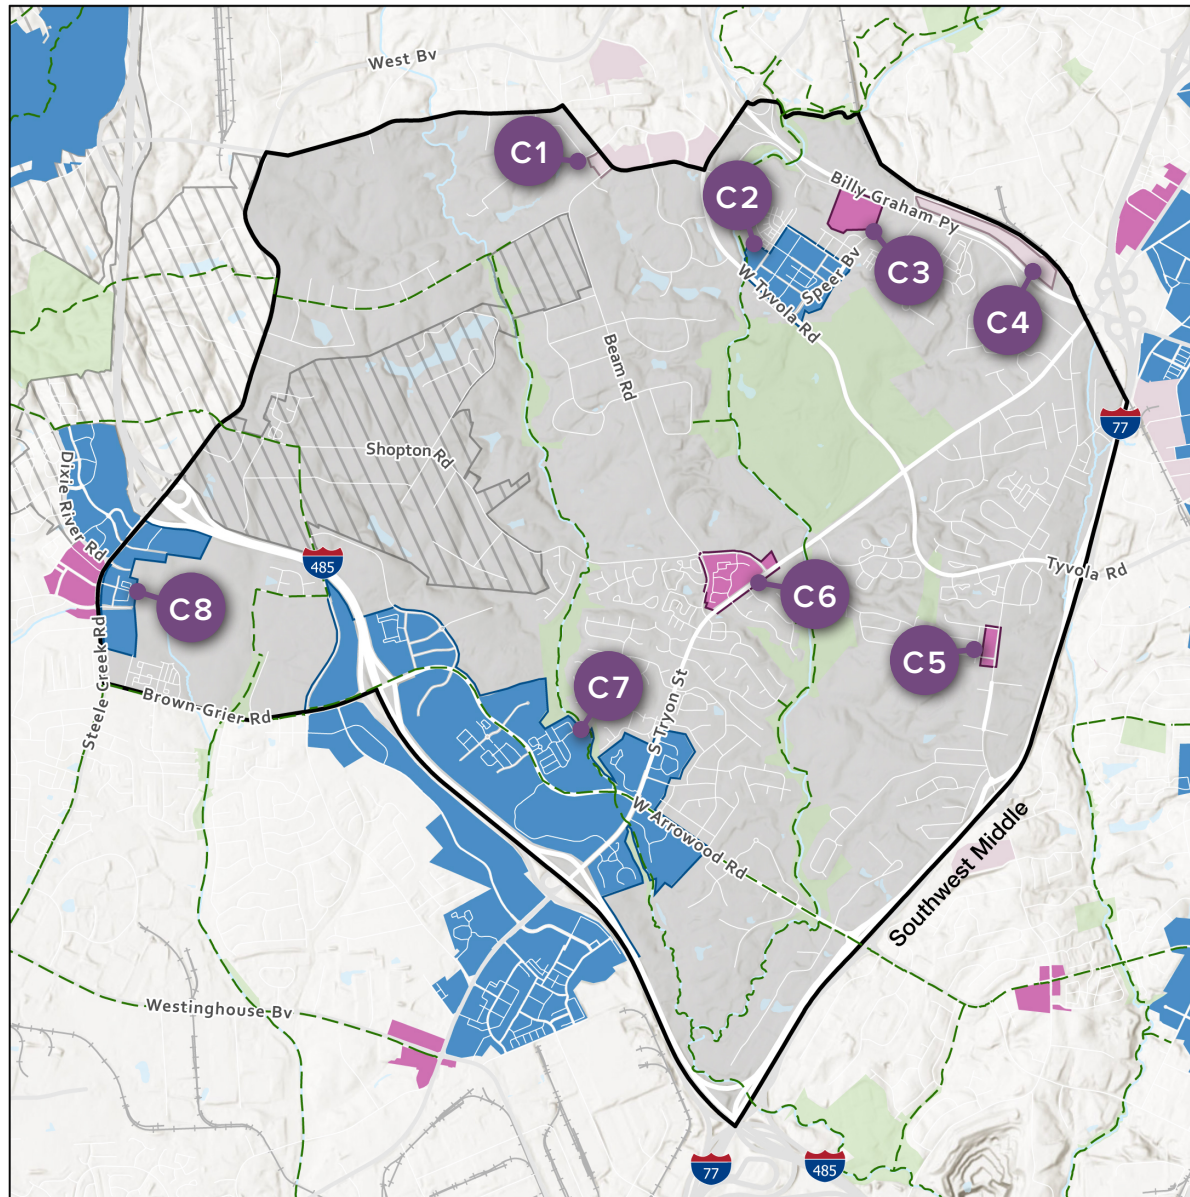 West Bv
C1
C2
Billy Graham Py
C3
Speer Bv
W Tyvola Rd
C4
Beam Rd
77
Shopton Rd
Dixie River Rd
485
Tyvola Rd
C8
C6
C5
Steele Creek Rd
Brown-Grier Rd
C7
S Tryon St
W Arrowood Rd
Southwest Middle
Westinghouse Bv
77
485